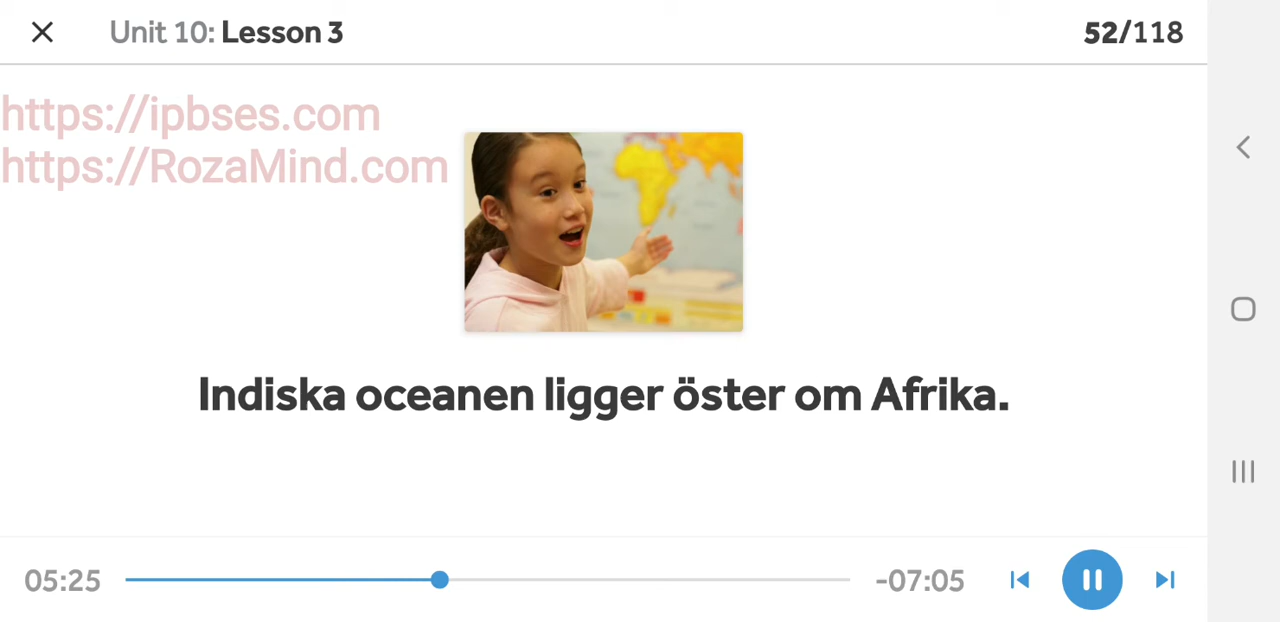 Unit 10: Lesson 3
52/118
https://ipbses.com
https://RozaMind.com
Indiska oceanen ligger öster om Afrika.
05:25
-07:05